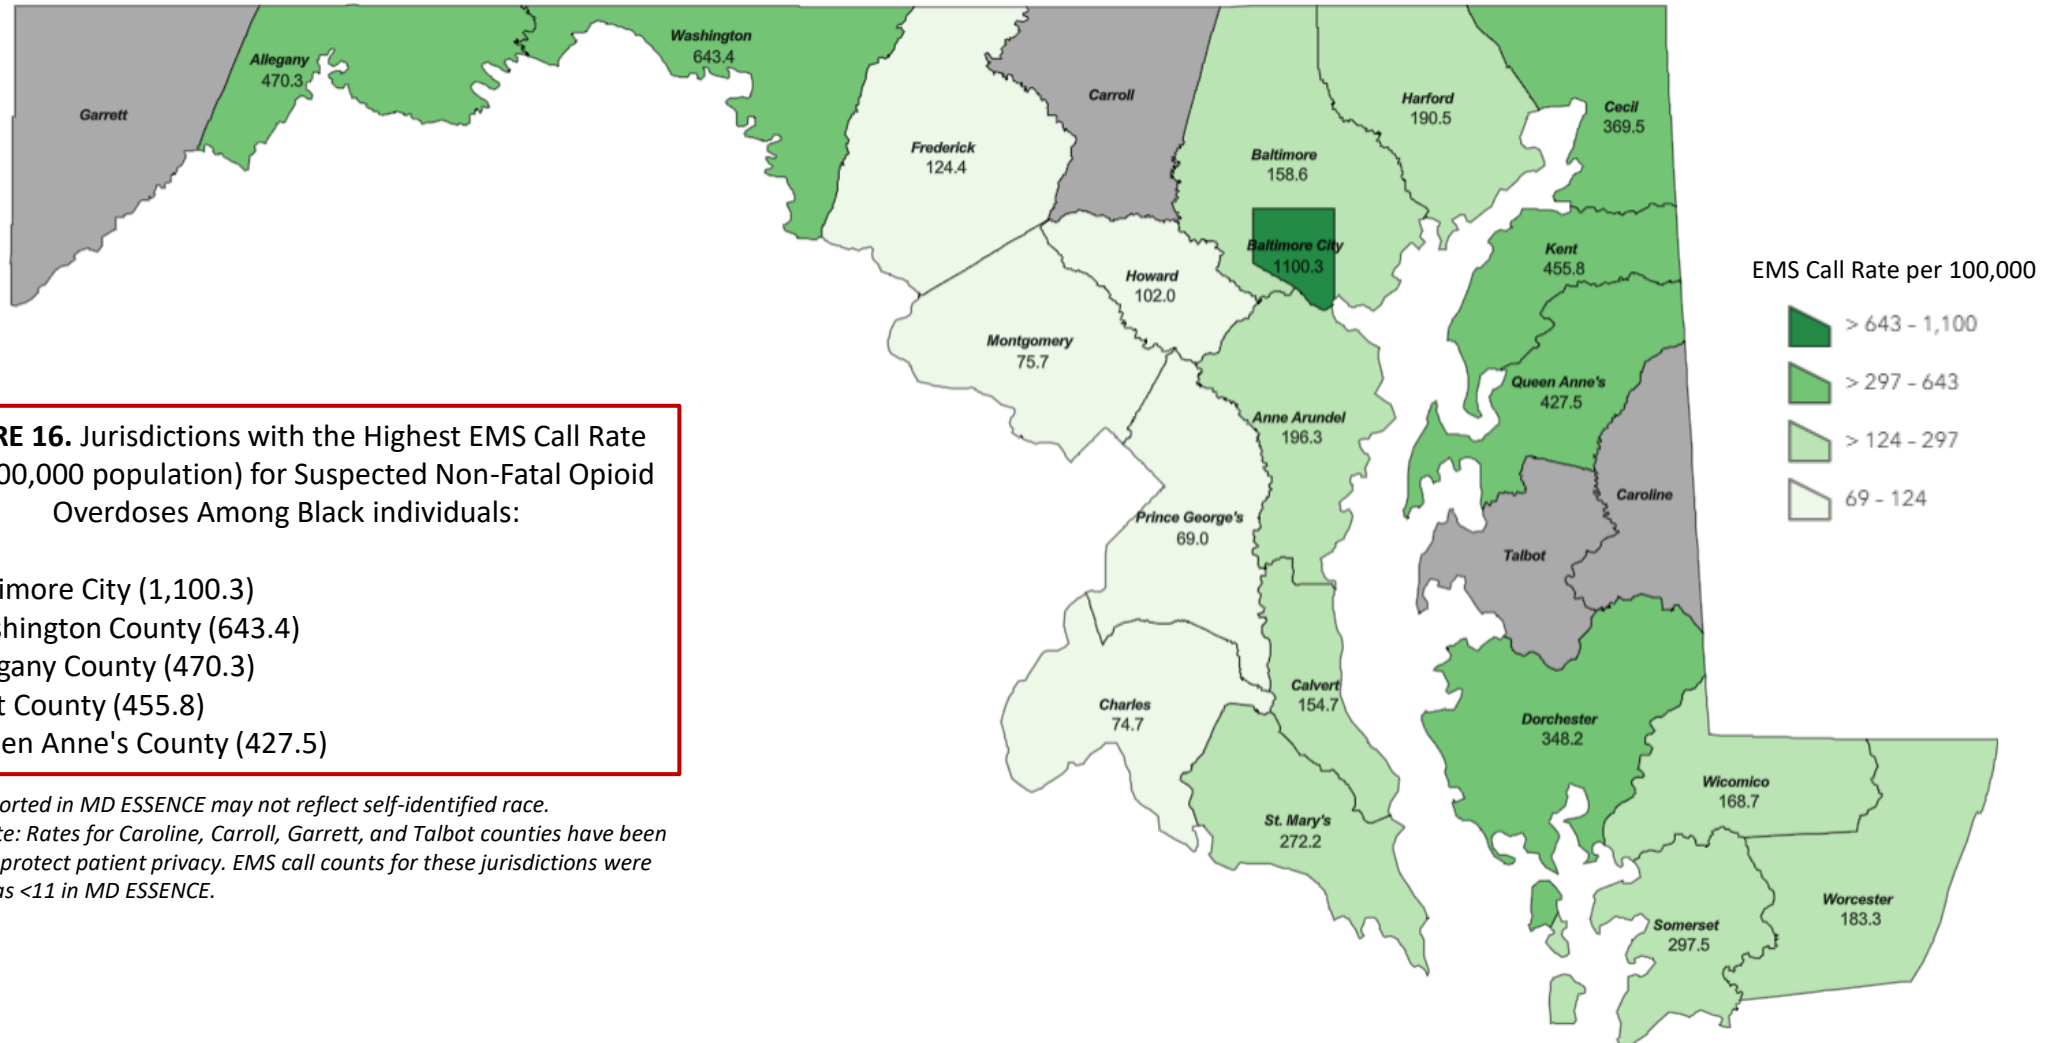 Washington
643.4
Allegany
470.3
Garrett
Carroll
Harford
190.5
Cecil
369.5
Frederick
124.4
Baltimore
158.6
Baltimore City
1100.3
Kent
455.8
Howard
102.0
Montgomery
75.7
Queen Anne's
427.5
Anne Arundel
196.3
Caroline
Prince George's
69.0
Talbot
Calvert
154.7
Charles
74.7
Dorchester
348.2
Wicomico
168.7
St. Mary's
272.2
Worcester
183.3
Somerset
297.5
EMS Call Rate per 100,000
> 643 - 1,100
> 297 - 643
> 124 - 297
69 - 124
RE 16. Jurisdictions with the Highest EMS Call Rate
00,000 population) for Suspected Non-Fatal Opioid
Overdoses Among Black individuals:
imore City (1,100.3)
shington County (643.4)
gany County (470.3)
t County (455.8)
en Anne's County (427.5)
orted in MD ESSENCE may not reflect self-identified race.
te: Rates for Caroline, Carroll, Garrett, and Talbot counties have been
protect patient privacy. EMS call counts for these jurisdictions were
as <11 in MD ESSENCE.